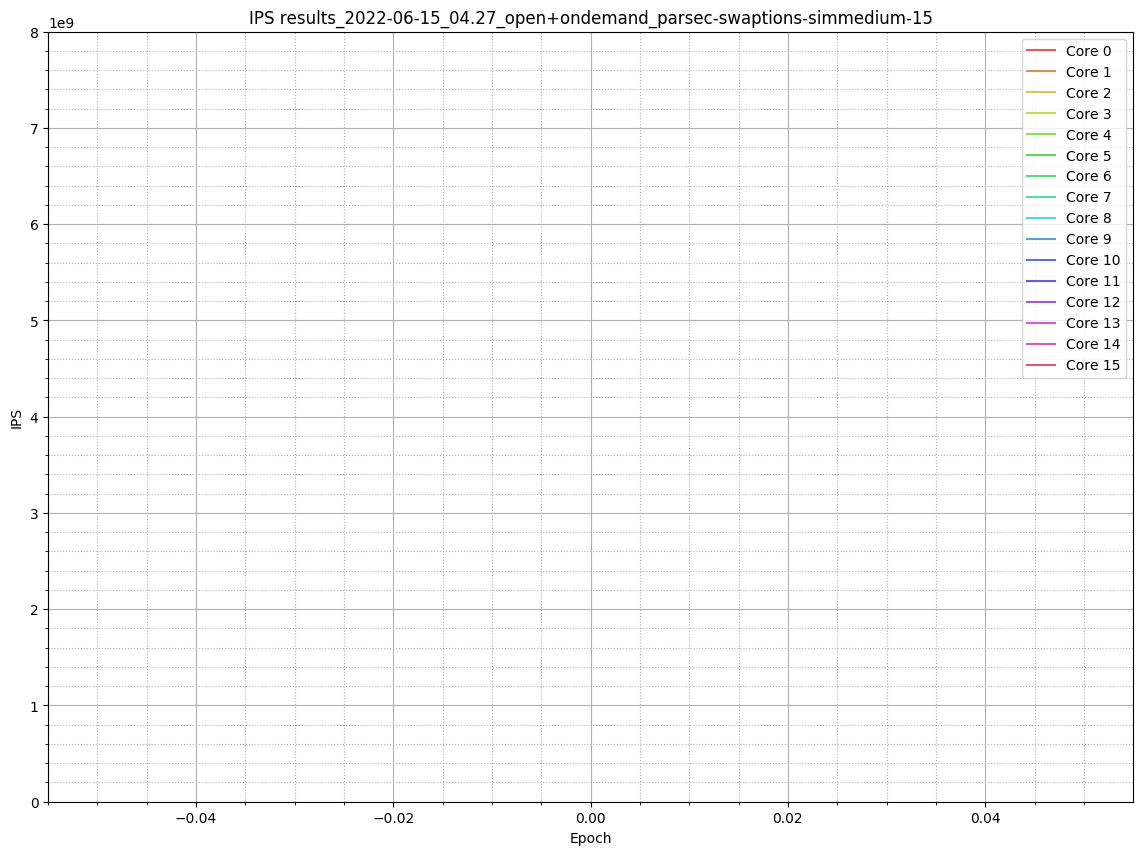 IPS results_2022-06-15_04.27_open+ondemand_parsec-swaptions-simmedium-15
1e9
8
7
6
5
4
3
2
1
0
IPS
Core 0
Core 1
Core 2
Core 3
Core 4
Core 5
Core 6
Core 7
Core 8
Core 9
Core 10
Core 11
Core 12
Core 13
Core 14
Core 15
−0.04 −0.02 0.00 0.02 0.04
Epoch